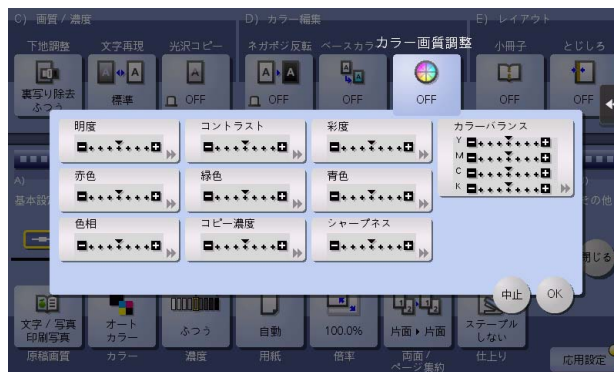 C) 画質 / 濃度
D) カラー編集
E) レイアウト
下地調整
文字再現
光沢コピー
ネガポジ反転
ベースカラ
カラー画質調整
小冊子
とじしろ
裏写り除去
ふつう
標準
OFF
OFF
OFF
OFF
OFF
OFF
明度
コントラスト
彩度
カラーバランス
Y
M
C
K
赤色
緑色
青色
色相
コピー濃度
シャープネス
A)
基本設
その他
閉じる
中止
OK
文字 / 写真
印刷写真
オート
カラー
ふつう
自動
100.0%
片面 ▸ 片面
ステープル
しない
原稿画質
カラー
濃度
用紙
倍率
両面 /
ページ集約
仕上り
応用設定